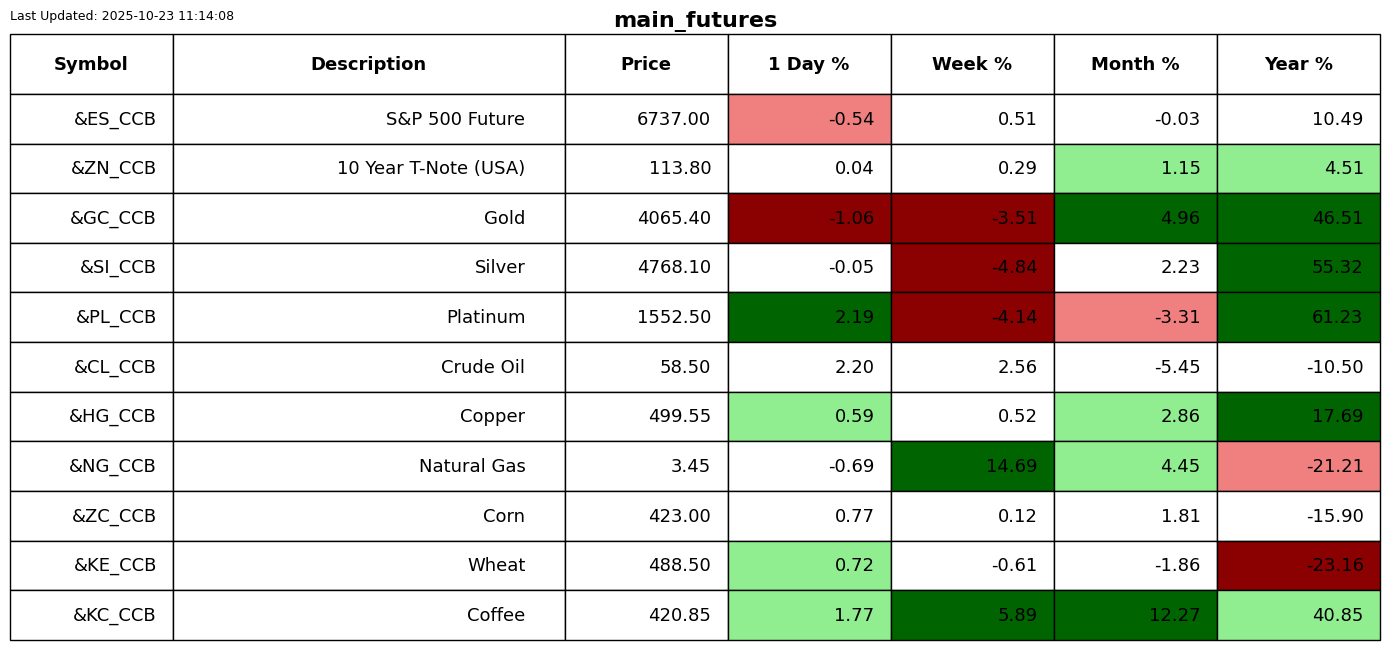 Last Updated: 2025-10-23 11:14:08
main_futures
Symbol Description Price 1 Day % Week % Month % Year %
&ES_CCB S&P 500 Future 6737.00 -0.54 0.51 -0.03 10.49
&ZN_CCB 10 Year T-Note (USA) 113.80 0.04 0.29 1.15 4.51
&GC_CCB Gold 4065.40 -1.06 -3.51 4.96 46.51
&SI_CCB Silver 4768.10 -0.05 -4.84 2.23 55.32
&PL_CCB Platinum 1552.50 2.19 -4.14 -3.31 61.23
&CL_CCB Crude Oil 58.50 2.20 2.56 -5.45 -10.50
&HG_CCB Copper 499.55 0.59 0.52 2.86 17.69
&NG_CCB Natural Gas 3.45 -0.69 14.69 4.45 -21.21
&ZC_CCB Corn 423.00 0.77 0.12 1.81 -15.90
&KE_CCB Wheat 488.50 0.72 -0.61 -1.86 -23.16
&KC_CCB Coffee 420.85 1.77 5.89 12.27 40.85